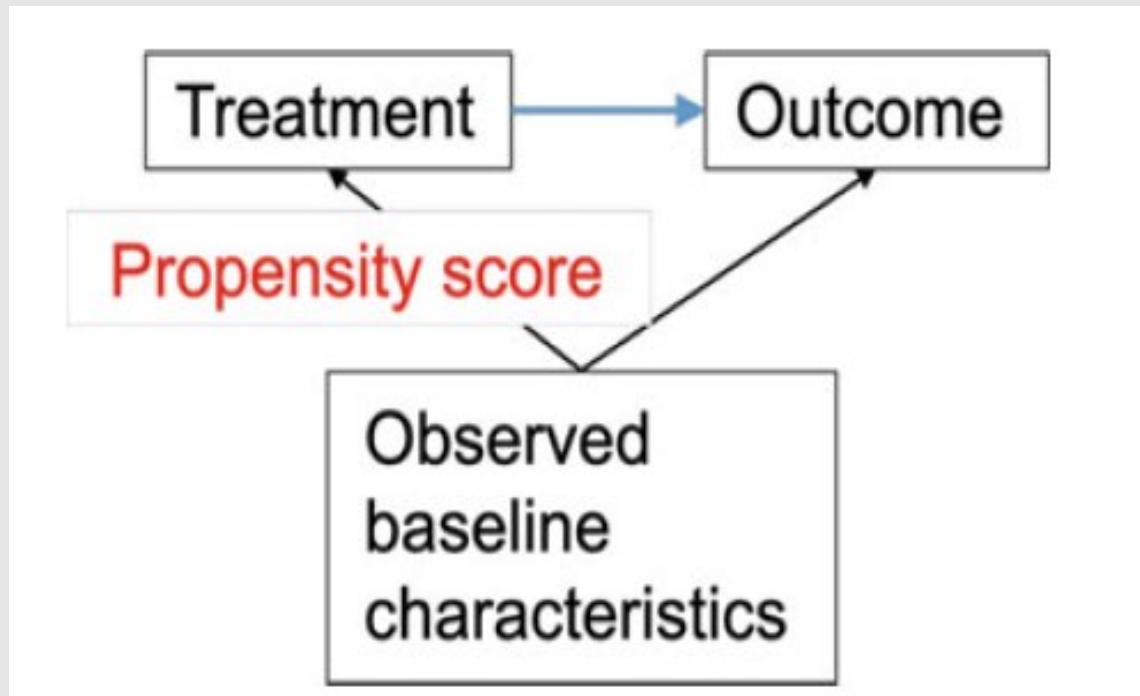 Treatment
Outcome
Propensity score
Observed
baseline
characteristics